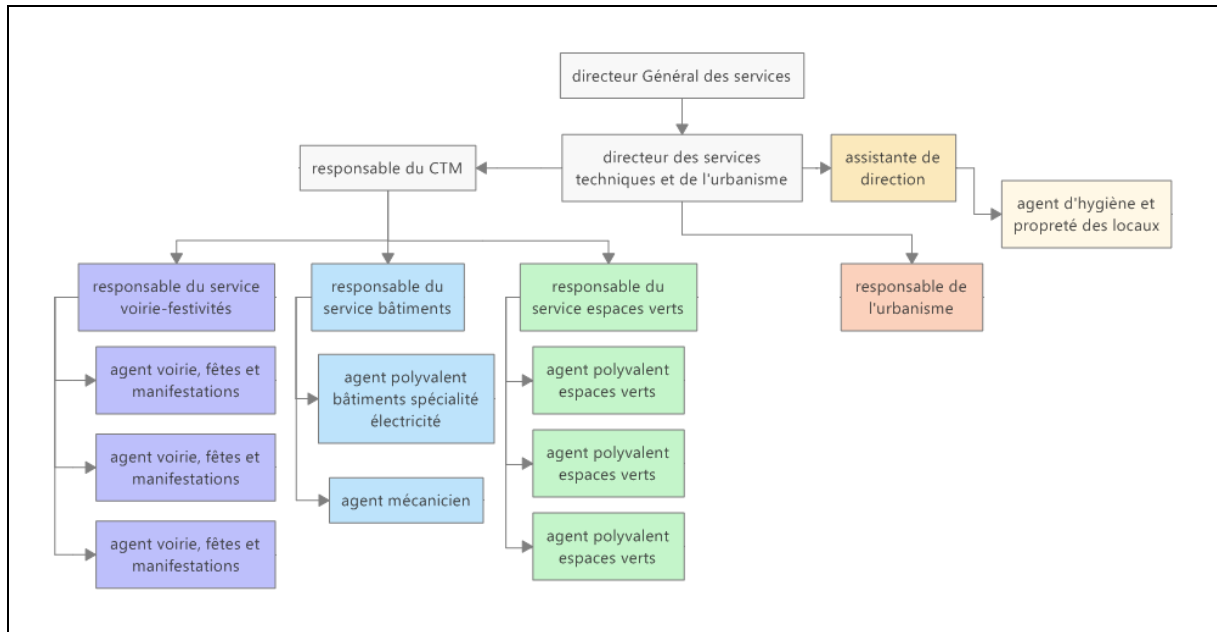 directeur Général des services
responsable du CTM
directeur des services
techniques et de l'urbanisme
assistante de
direction
agent d'hygiène et
propreté des locaux
responsable du service
voirie-festivités
responsable du
service bâtiments
responsable du
service espaces verts
responsable de
l'urbanisme
agent voirie, fêtes et
manifestations
agent polyvalent
bâtiments spécialité
électricité
agent polyvalent
espaces verts
agent voirie, fêtes et
manifestations
agent mécanicien
agent polyvalent
espaces verts
agent voirie, fêtes et
manifestations
agent polyvalent
espaces verts